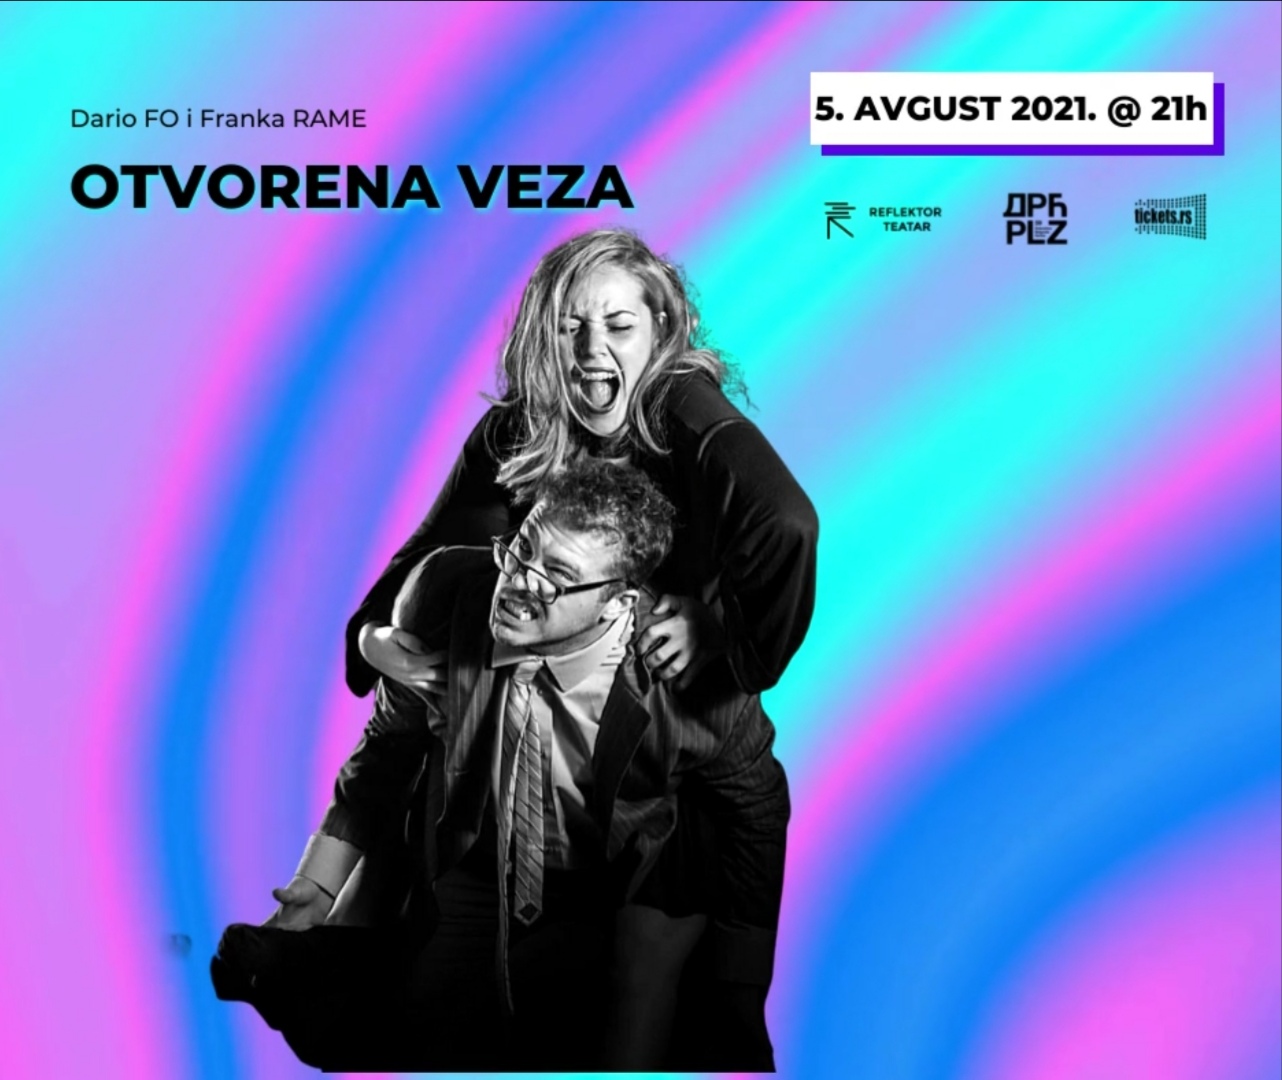 Dario FO i Franka RAME
OTVORENA VEZA
5. AVGUST 2021. @ 21h
REFLEKTOR
TEATAR
ДРЋ
PLZ
tickets.rs